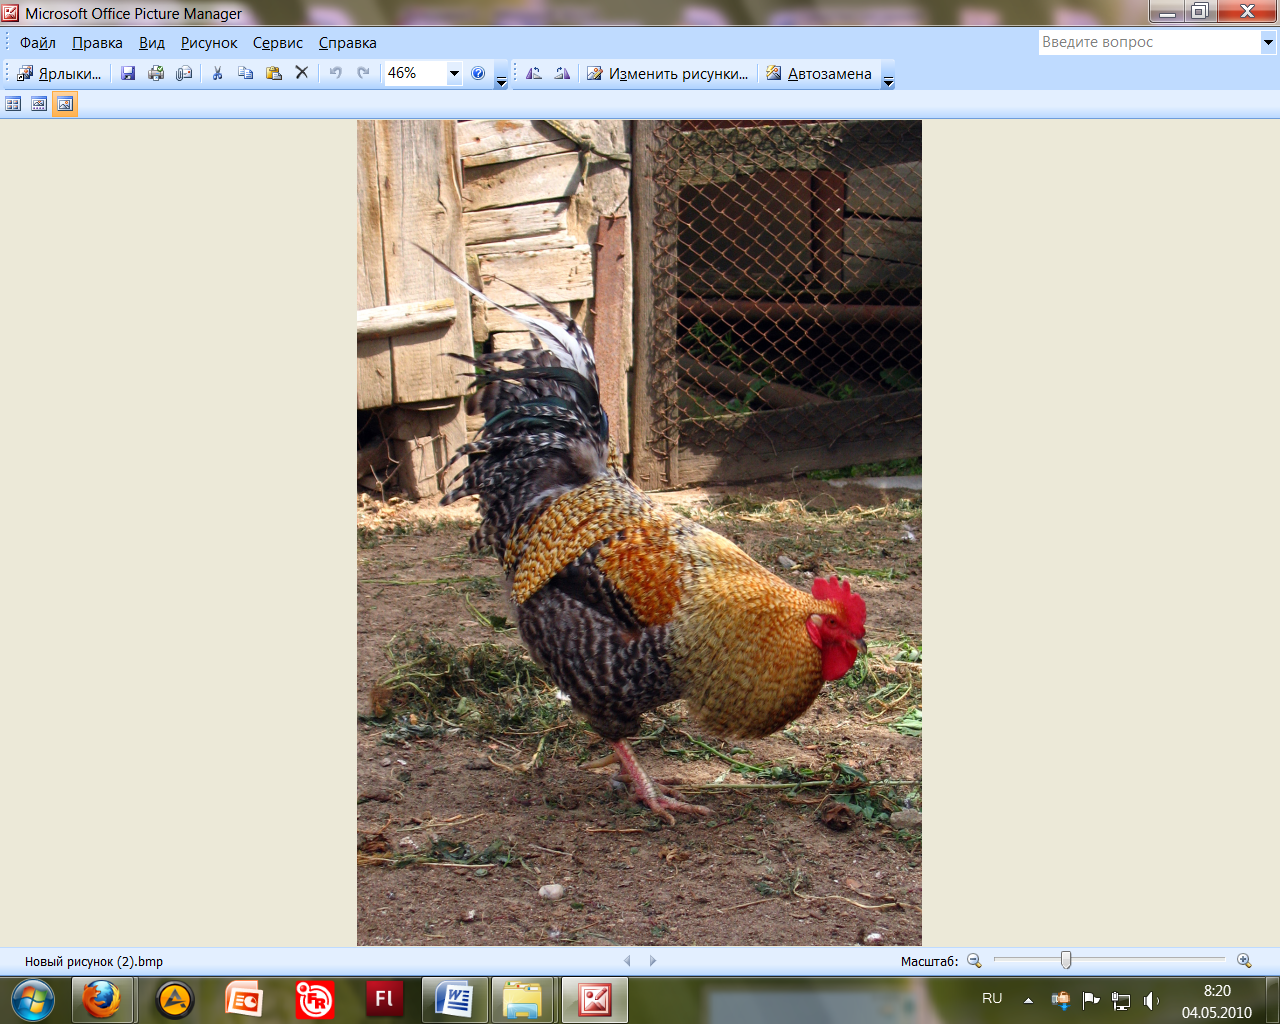 Microsoft Office Picture Manager
Файл Правка Вид Рисунок Сервис Справка Введите вопрос
Ярлыки... 46% Изменить рисунки... Автозамена
Новый рисунок (2).bmp Масштаб:
RU 8:20
04.05.2010